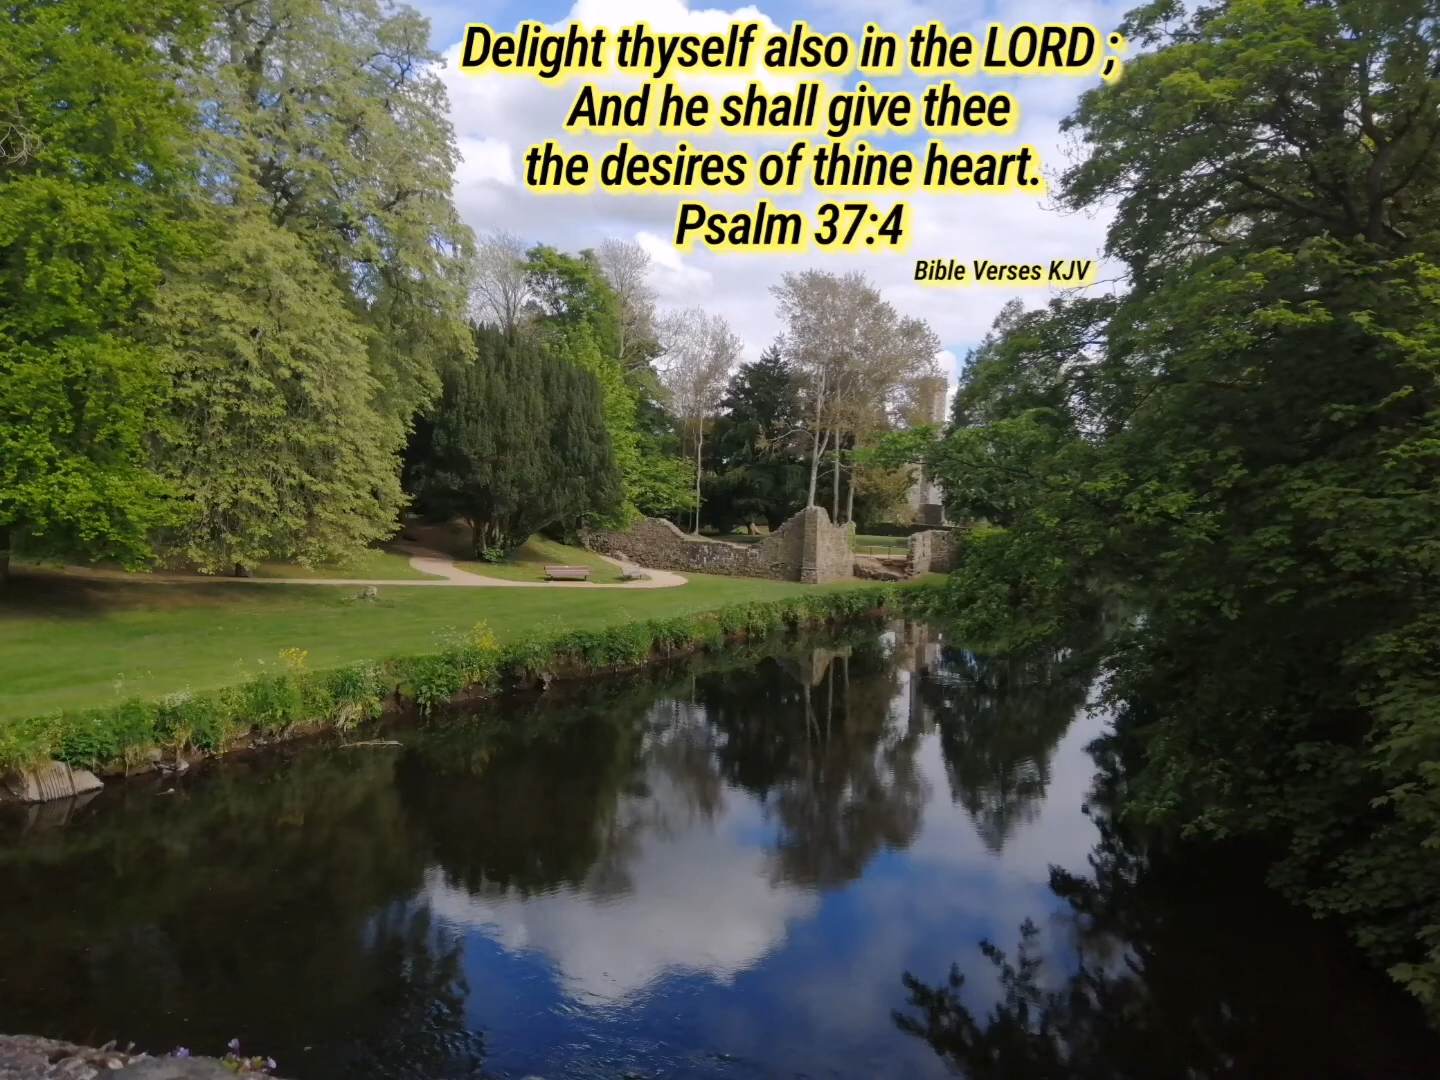 Delight thyself also in the LORD ;
And he shall give thee
the desires of thine heart.
Psalm 37:4
Bible Verses KJV